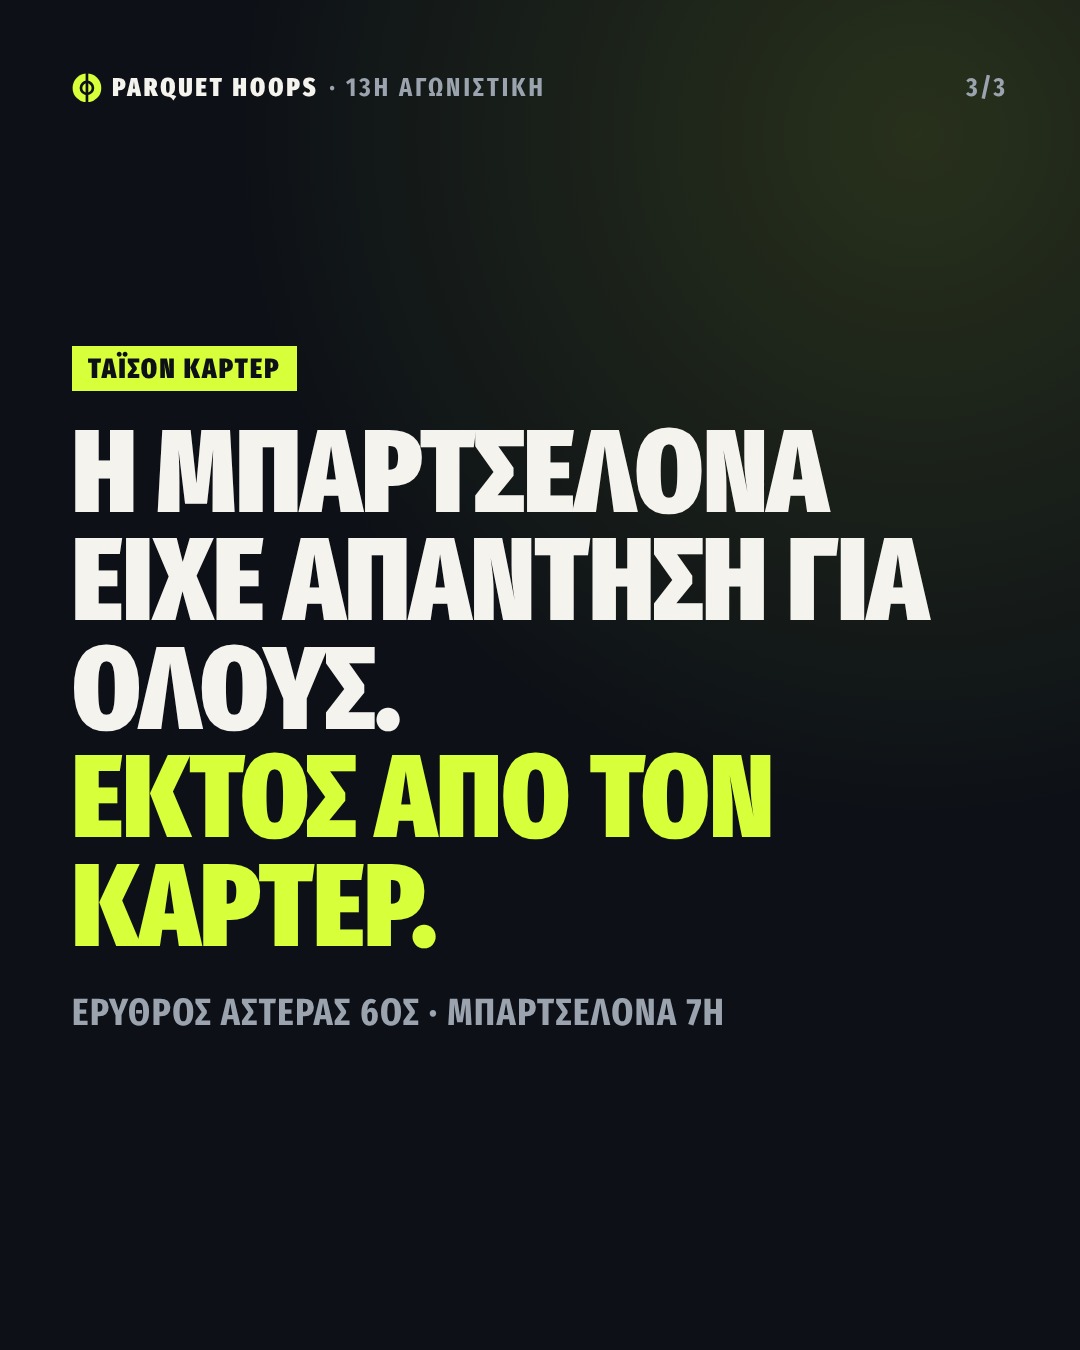 PARQUET HOOPS · 13Η ΑΓΩΝΙΣΤΙΚΗ
3/3
ΤΑΪΣΟΝ ΚΑΡΤΕΡ
Η ΜΠΑΡΤΣΕΛΟΝΑ
ΕΙΧΕ ΑΠΑΝΤΗΣΗ ΓΙΑ
ΟΛΟΥΣ.
ΕΚΤΟΣ ΑΠΟ ΤΟΝ
ΚΑΡΤΕΡ.
ΕΡΥΘΡΟΣ ΑΣΤΕΡΑΣ 6ΟΣ · ΜΠΑΡΤΣΕΛΟΝΑ 7Η